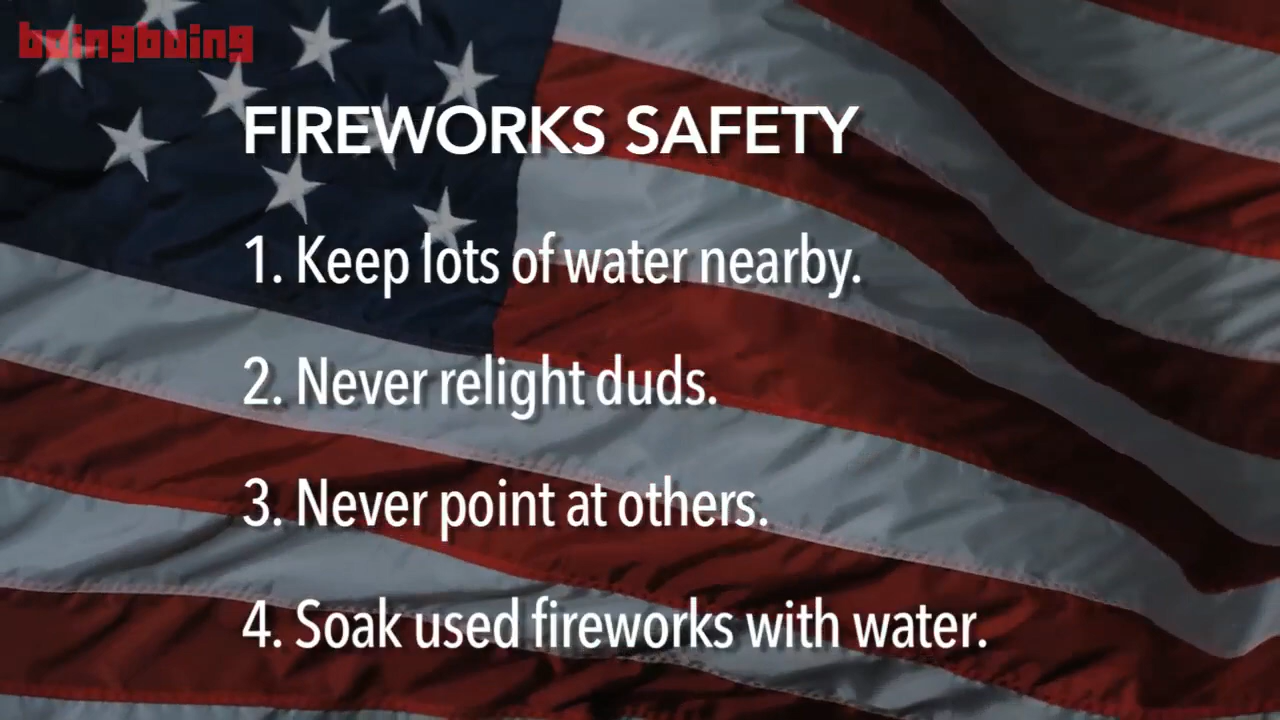 boingboing
FIREWORKS SAFETY
1. Keep lots of water nearby.
2. Never relight duds.
3. Never point at others.
4. Soak used fireworks with water.